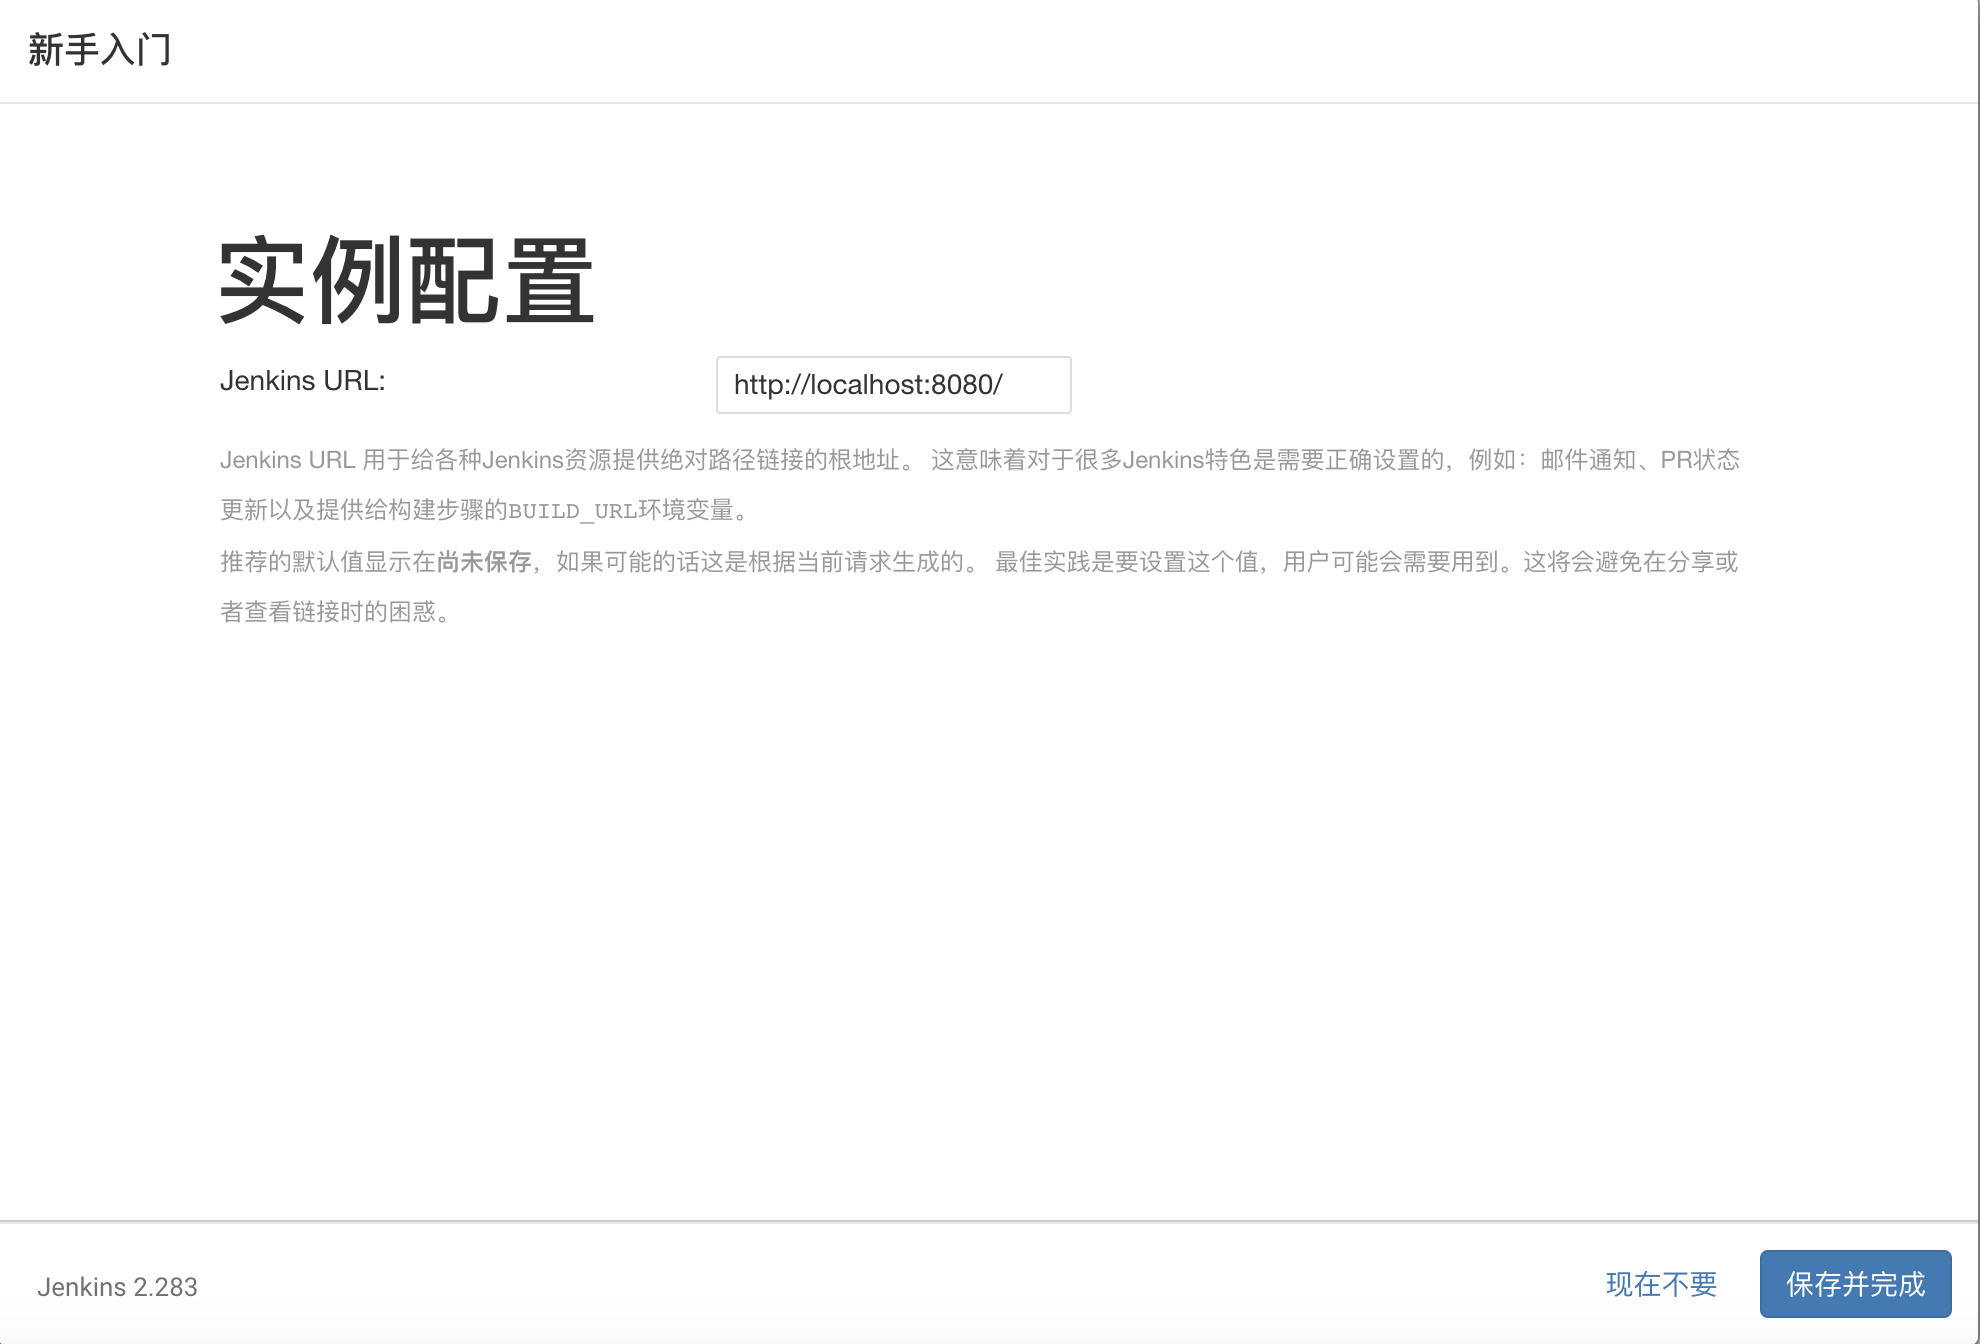 新手入门
实例配置
Jenkins URL:
http://localhost:8080/
Jenkins URL 用于给各种Jenkins资源提供绝对路径链接的根地址。 这意味着对于很多Jenkins特色是需要正确设置的，例如：邮件通知、PR状态
更新以及提供给构建步骤的BUILD_URL环境变量。
推荐的默认值显示在尚未保存，如果可能的话这是根据当前请求生成的。 最佳实践是要设置这个值，用户可能会需要用到。这将会避免在分享或
者查看链接时的困惑。
Jenkins 2.283
现在不要
保存并完成